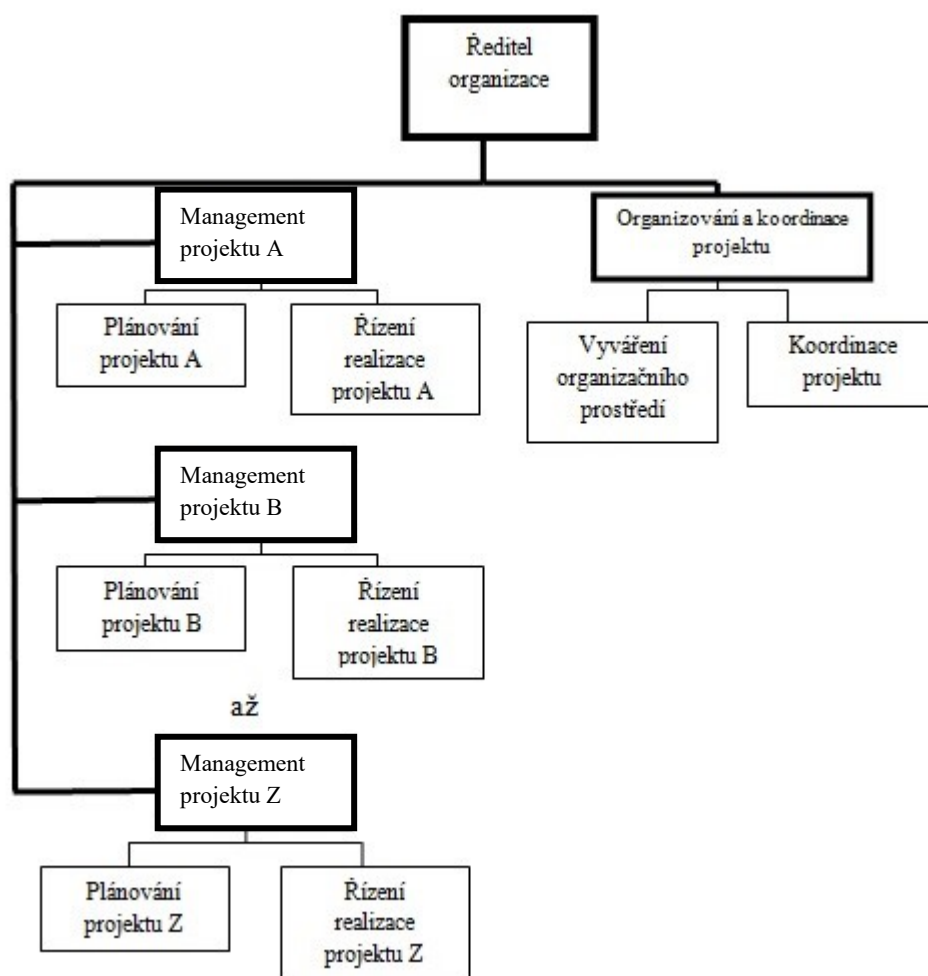 Ředitel
organizace
Management
projektu A
Organizování a koordinace
projektu
Plánování
projektu A
Řízení
realizace
projektu A
Vyváření
organizačního
prostředí
Koordinace
projektu
Management
projektu B
Plánování
projektu B
Řízení
realizace
projektu B
až
Management
projektu Z
Plánování
projektu Z
Řízení
realizace
projektu Z